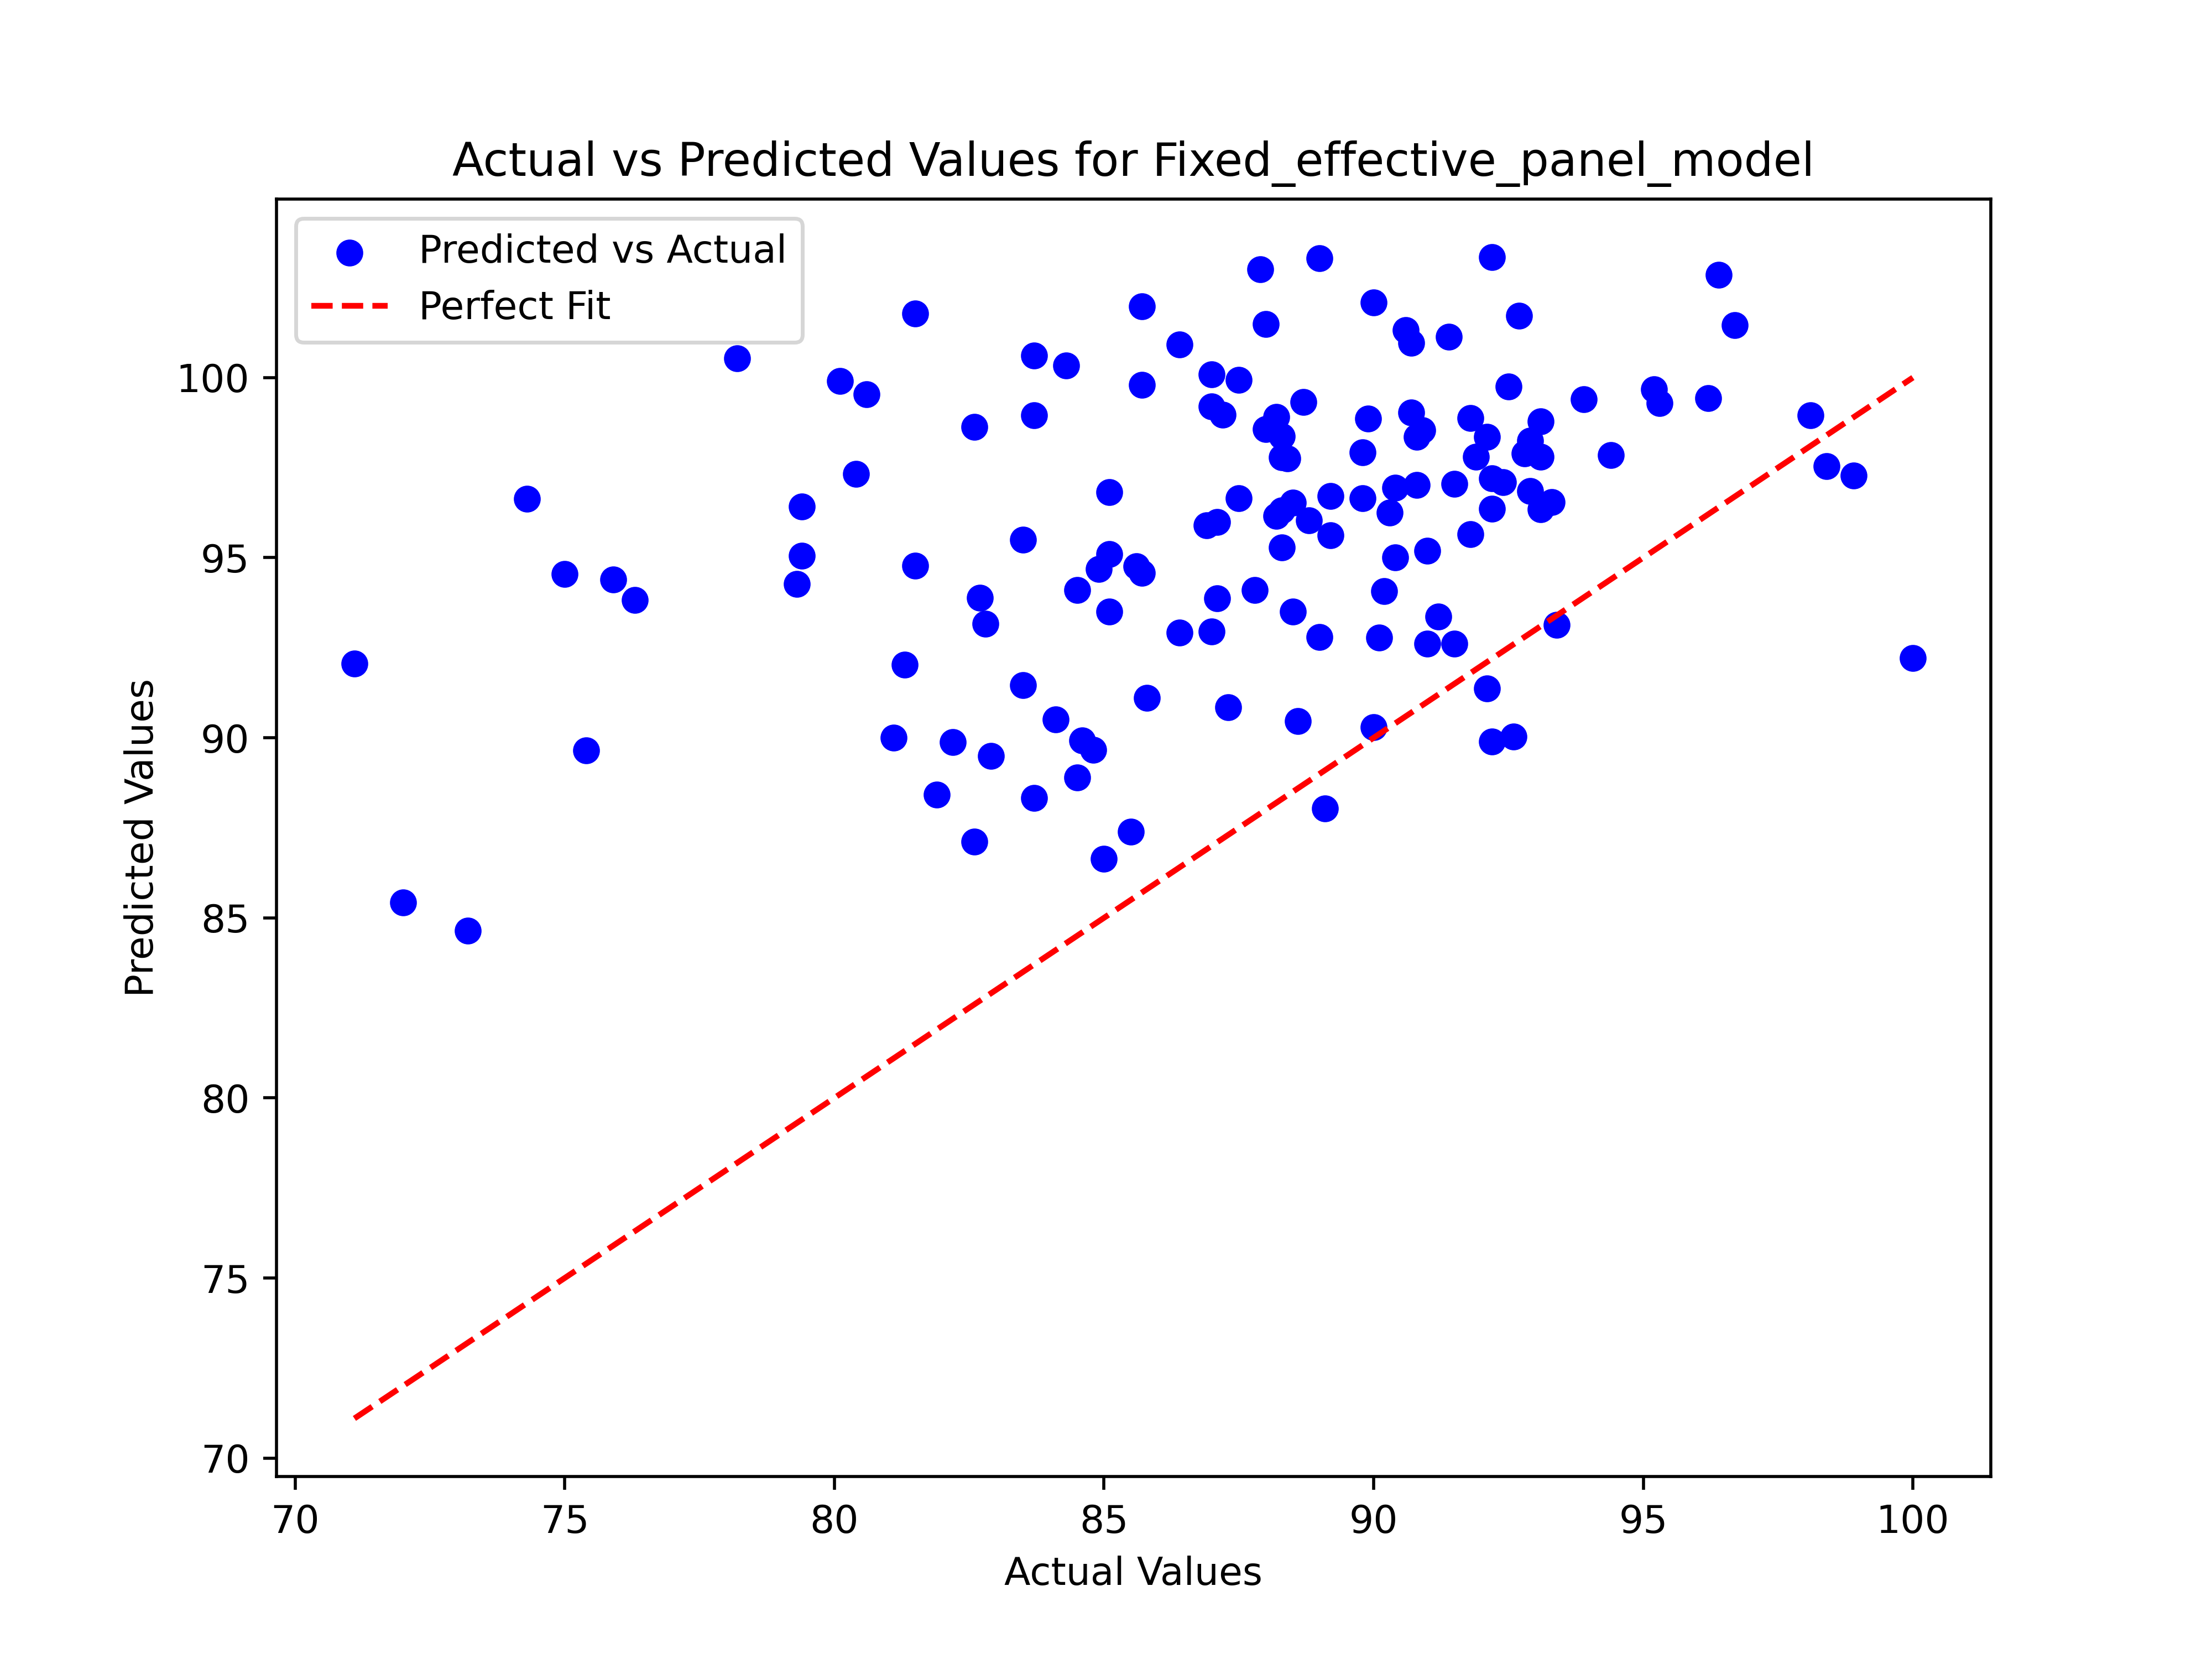 Actual vs Predicted Values for Fixed_effective_panel_model
Predicted vs Actual
Perfect Fit
100
95
90
85
80
75
70
Predicted Values
70 75 80 85 90 95 100
Actual Values